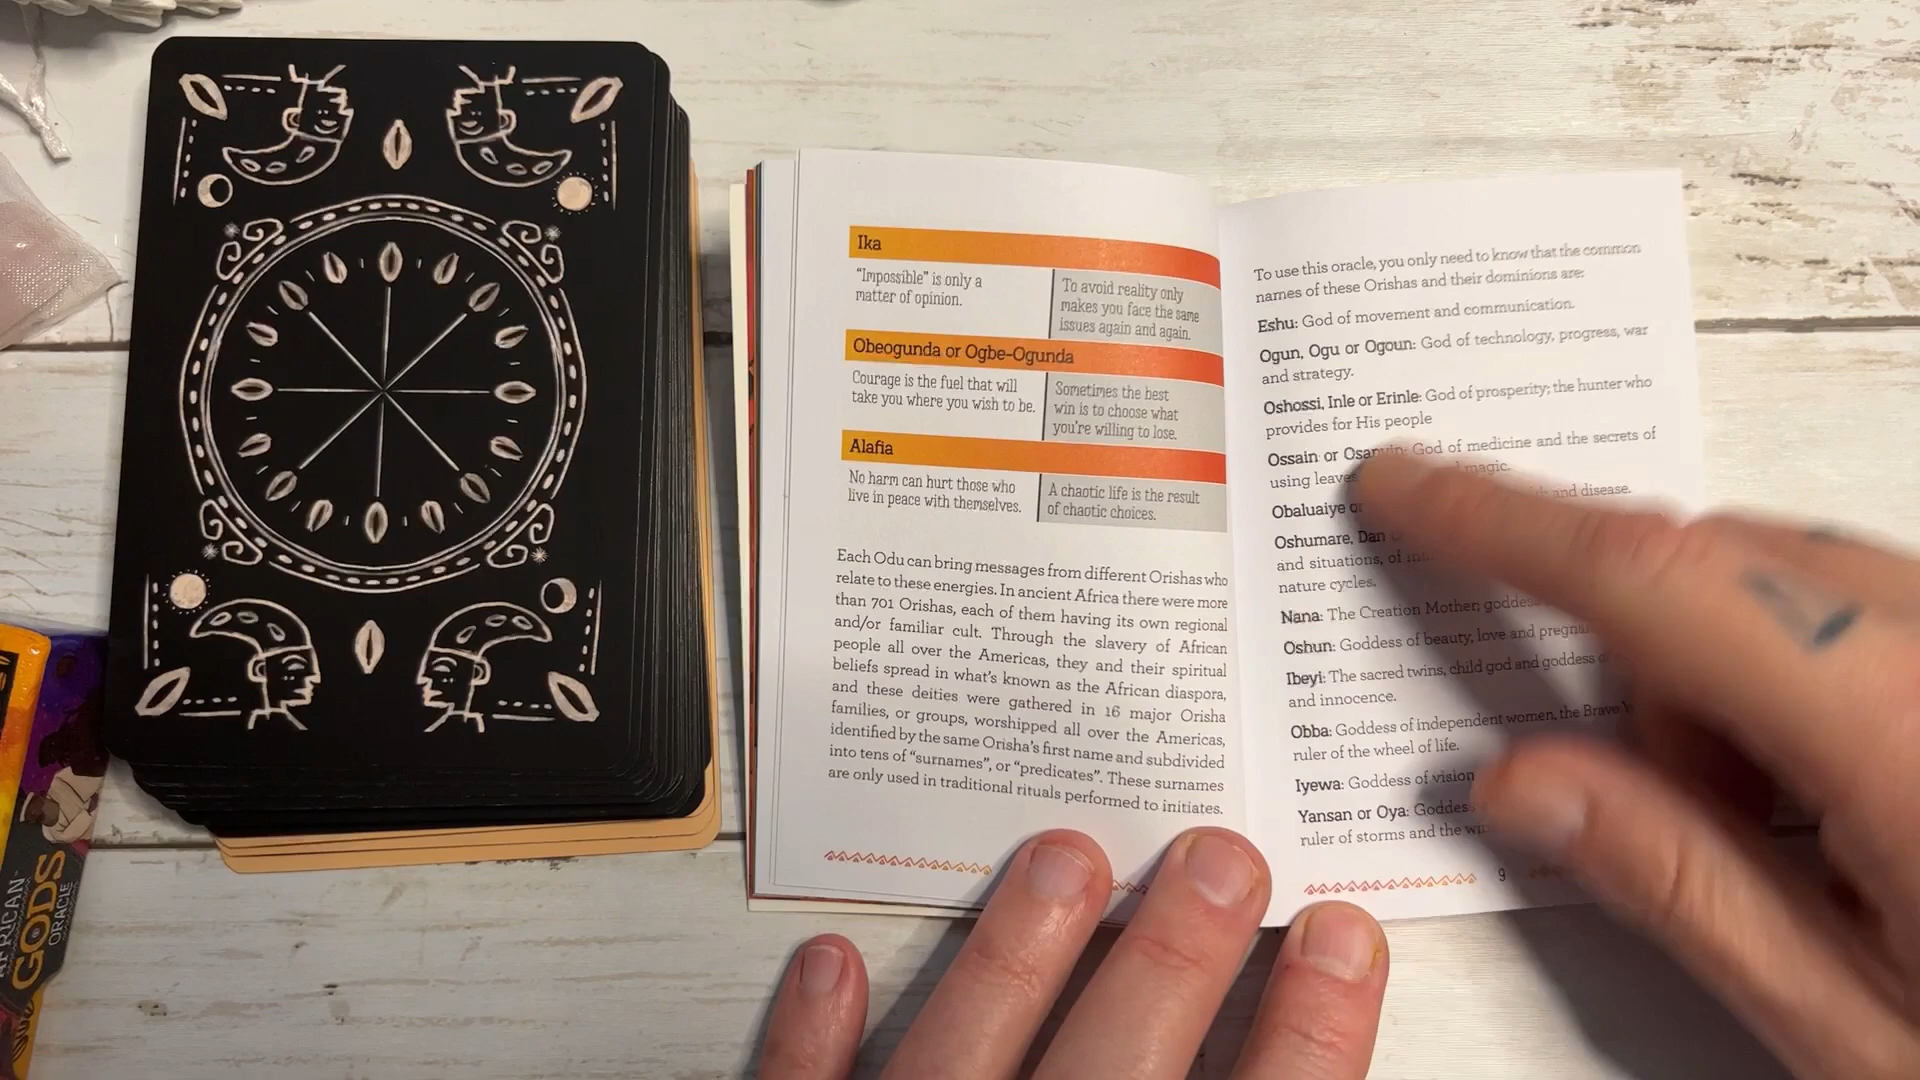 AFRICAN
GODS
ORACLE
Ika
“Impossible” is only a
matter of opinion.
To avoid reality only
makes you face the same
issues again and again.
Obeogunda or Ogbe-Ogunda
Courage is the fuel that will
take you where you wish to be.
Sometimes the best
win is to choose what
you’re willing to lose.
Alafia
No harm can hurt those who
live in peace with themselves.
A chaotic life is the result
of chaotic choices.
Each Odu can bring messages from different Orishas who
relate to these energies. In ancient Africa there were more
than 701 Orishas, each of them having its own regional
and/or familiar cult. Through the slavery of African
people all over the Americas, they and their spiritual
beliefs spread in what’s known as the African diaspora,
and these deities were gathered in 16 major Orisha
families, or groups, worshipped all over the Americas,
identified by the same Orisha’s first name and subdivided
into tens of “surnames”, or “predicates”. These surnames
are only used in traditional rituals performed to initiates.
To use this oracle, you only need to know that the common
names of these Orishas and their dominions are:
Eshu: God of movement and communication.
Ogun, Ogu or Ogoun: God of technology, progress, war
and strategy.
Oshossi, Inle or Erinle: God of prosperity; the hunter who
provides for His people
Ossain or Osanyin: God of medicine and the secrets of
using leaves magic.
Obaluaiye or and disease.
Oshumare, Dan
and situations, of
nature cycles.
Nana: The Creation Mother; goddess
Oshun: Goddess of beauty, love and
Ibeyi: The sacred twins, child god and goddess
and innocence.
Obba: Goddess of independent women, the Brave
ruler of the wheel of life.
Iyewa: Goddess of vision
Yansan or Oya: Goddess
ruler of storms and the
9